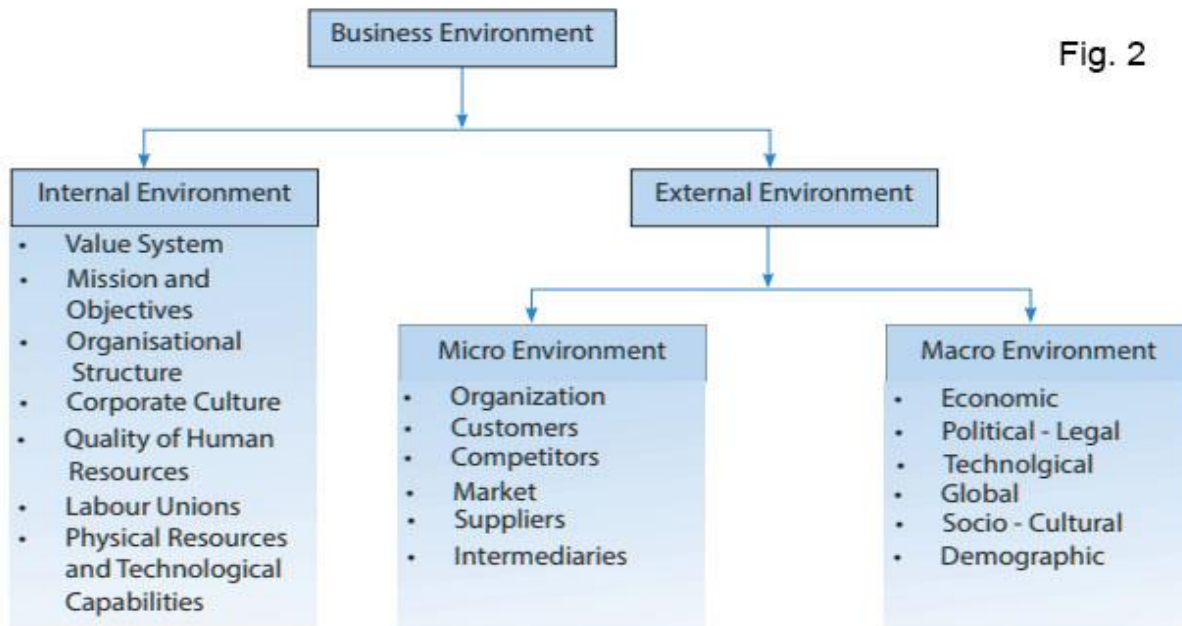 Business Environment
Fig. 2
Internal Environment
• Value System
• Mission and
Objectives
• Organisational
Structure
• Corporate Culture
• Quality of Human
Resources
• Labour Unions
• Physical Resources
and Technological
Capabilities
External Environment
Micro Environment
• Organization
• Customers
• Competitors
• Market
• Suppliers
• Intermediaries
Macro Environment
• Economic
• Political - Legal
• Technolgical
• Global
• Socio - Cultural
• Demographic